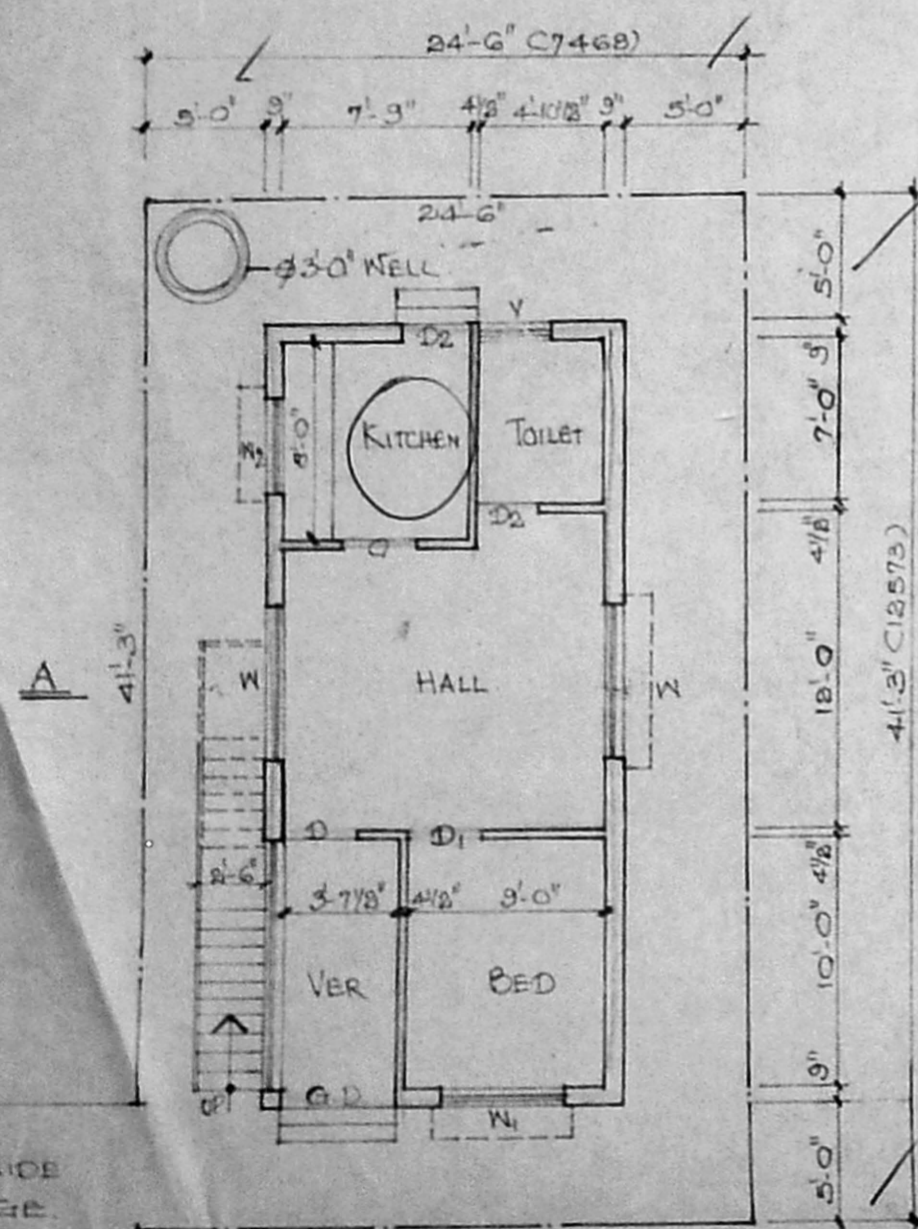 24'-6" (7468)
5'-0" 9" 7'-9" 4½" 4'-10½" 9" 5'-0"
24'-6"
ø3'-0" WELL
5'-0"
9"
V
D2
7'-0"
KITCHEN
TOILET
W2
8'-0"
D2
O
4½"
41'-3"
A
W
HALL
W
12'-0"
41'-3" (12573)
D
D1
4½"
2'-6"
3'-7½"
4½"
9'-0"
10'-0"
VER
BED
9"
UP
G.D
W1
5'-0"
IDE
GE.